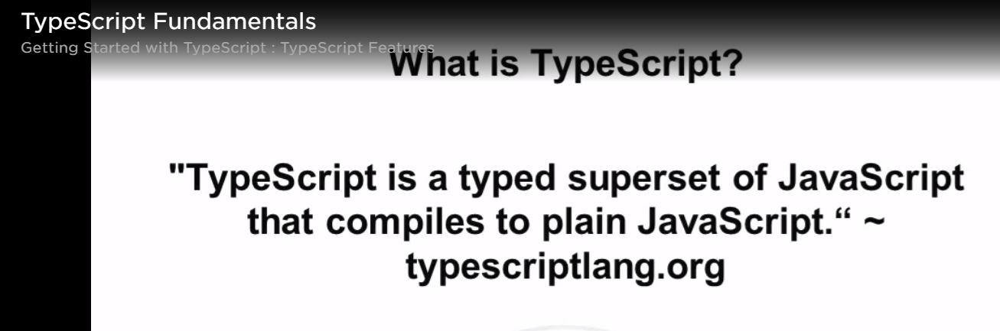 TypeScript Fundamentals
Getting Started with TypeScript : TypeScript Features
What is TypeScript?
"TypeScript is a typed superset of JavaScript
that compiles to plain JavaScript.“ ~
typescriptlang.org